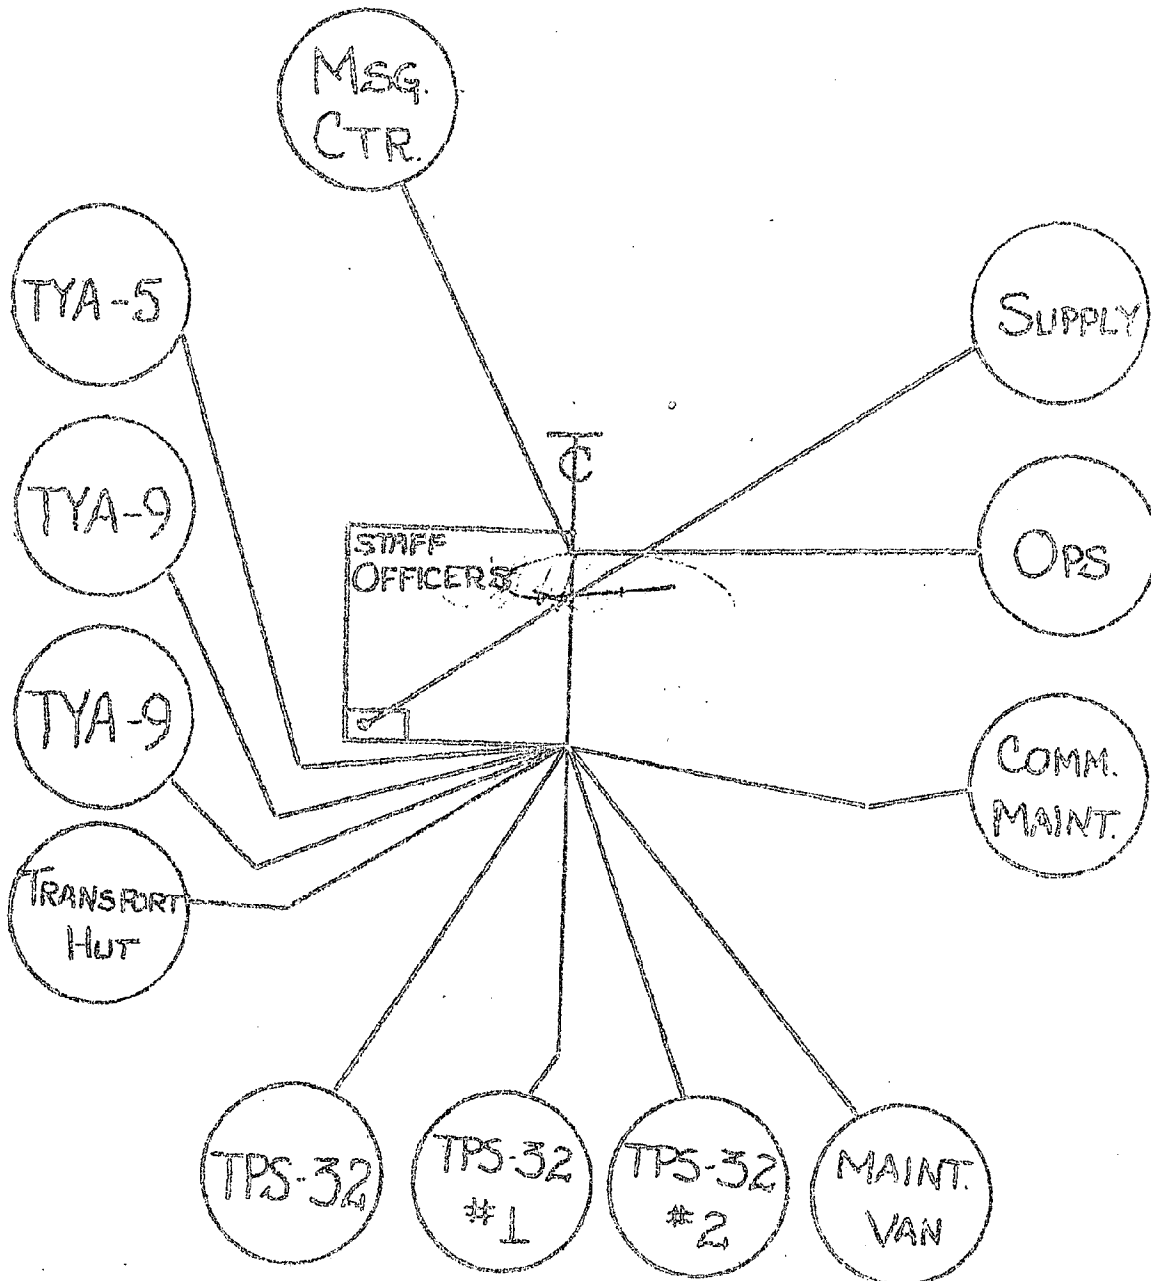 MSG.
CTR.
TYA-5
SUPPLY
TYA-9
C
STAFF
OFFICERS
OPS
TYA-9
COMM.
MAINT.
TRANSPORT
HUT
TPS-32
TPS-32
#1
TPS-32
#2
MAINT.
VAN